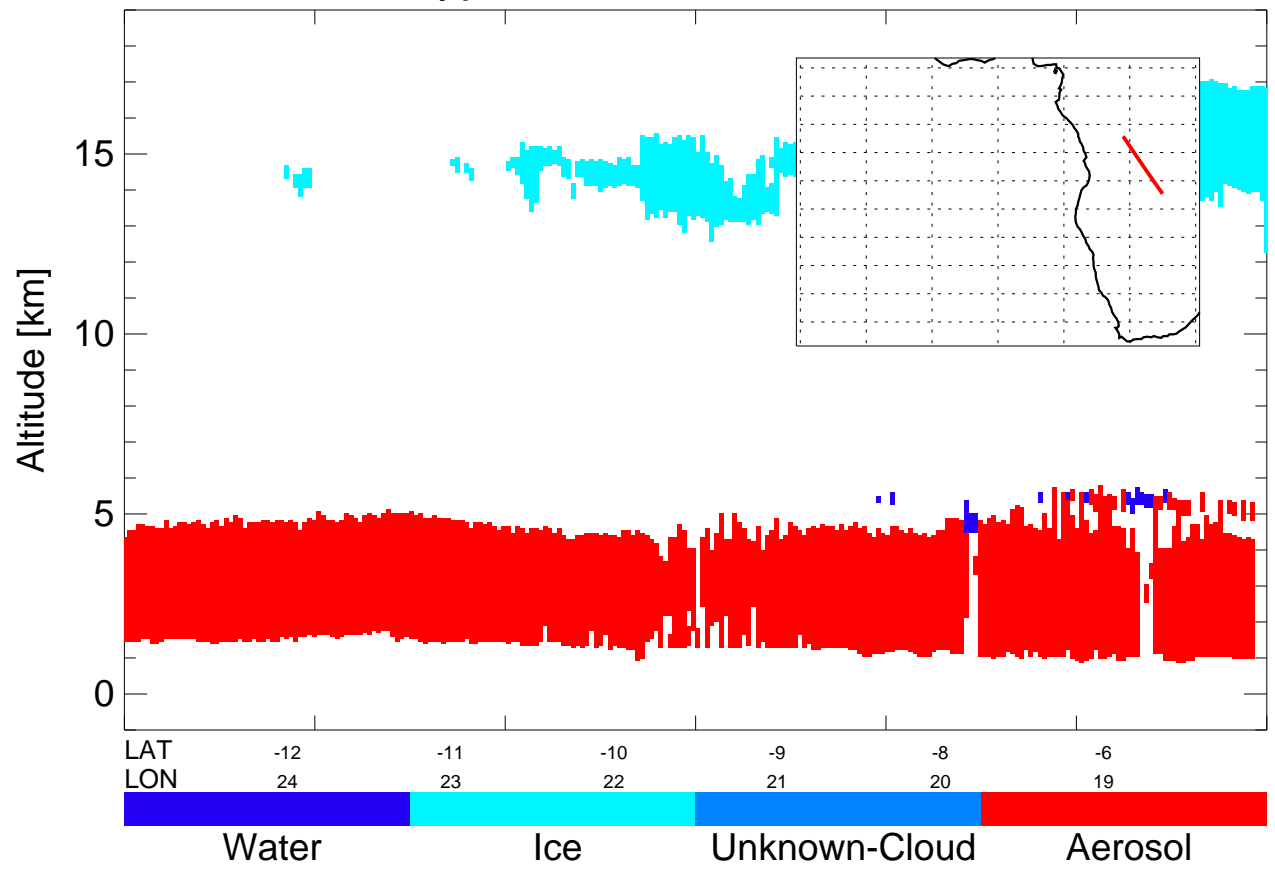 15
10
5
0
Altitude [km]
LAT -12 -11 -10 -9 -8 -6
LON 24 23 22 21 20 19
Water Ice Unknown-Cloud Aerosol